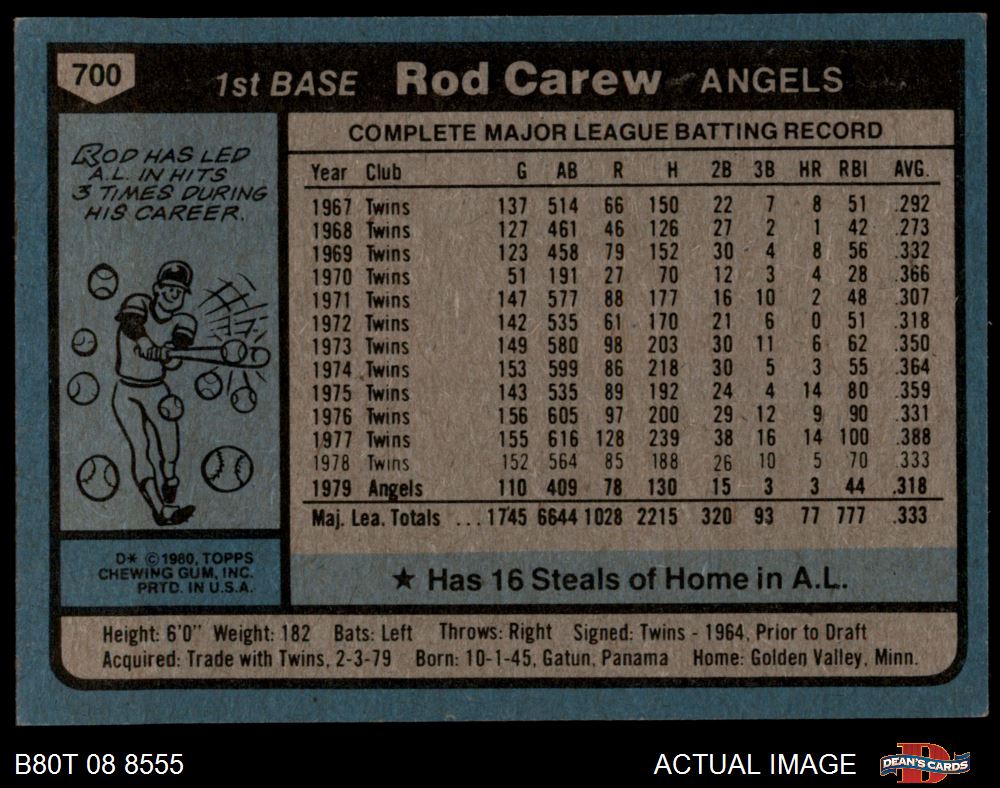 700
1st BASE Rod Carew ANGELS
ROD HAS LED
A.L. IN HITS
3 TIMES DURING
HIS CAREER.
COMPLETE MAJOR LEAGUE BATTING RECORD
Year Club G AB R H 2B 3B HR RBI AVG.
1967 Twins 137 514 66 150 22 7 8 51 .292
1968 Twins 127 461 46 126 27 2 1 42 .273
1969 Twins 123 458 79 152 30 4 8 56 .332
1970 Twins 51 191 27 70 12 3 4 28 .366
1971 Twins 147 577 88 177 16 10 2 48 .307
1972 Twins 142 535 61 170 21 6 0 51 .318
1973 Twins 149 580 98 203 30 11 6 62 .350
1974 Twins 153 599 86 218 30 5 3 55 .364
1975 Twins 143 535 89 192 24 4 14 80 .359
1976 Twins 156 605 97 200 29 12 9 90 .331
1977 Twins 155 616 128 239 38 16 14 100 .388
1978 Twins 152 564 85 188 26 10 5 70 .333
1979 Angels 110 409 78 130 15 3 3 44 .318
Maj. Lea. Totals ... 1745 6644 1028 2215 320 93 77 777 .333
D* © 1980, TOPPS
CHEWING GUM, INC.
PRTD. IN U.S.A.
★ Has 16 Steals of Home in A.L.
Height: 6'0" Weight: 182 Bats: Left Throws: Right Signed: Twins - 1964, Prior to Draft
Acquired: Trade with Twins, 2-3-79 Born: 10-1-45, Gatun, Panama Home: Golden Valley, Minn.
B80T 08 8555
ACTUAL IMAGE
D
DEAN'S CARDS